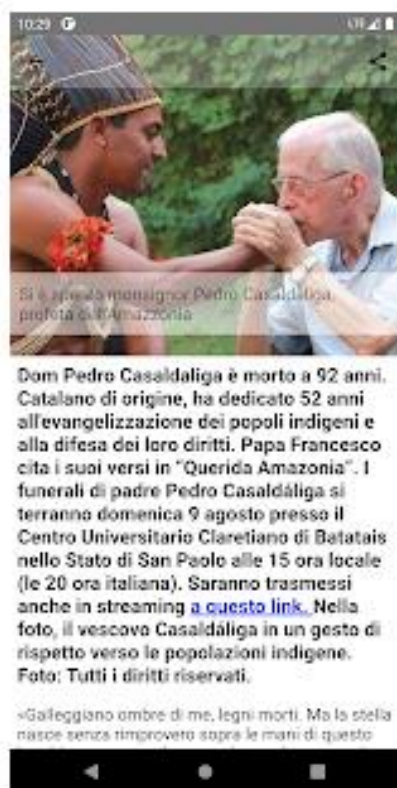 10:29
LTE
Si è spento monsignor Pedro Casaldáliga,
profeta dell'Amazzonia
Dom Pedro Casaldaliga è morto a 92 anni.
Catalano di origine, ha dedicato 52 anni
all'evangelizzazione dei popoli indigeni e
alla difesa dei loro diritti. Papa Francesco
cita i suoi versi in "Querida Amazonia". I
funerali di padre Pedro Casaldáliga si
terranno domenica 9 agosto presso il
Centro Universitario Claretiano di Batatais
nello Stato di San Paolo alle 15 ora locale
(le 20 ora italiana). Saranno trasmessi
anche in streaming a questo link. Nella
foto, il vescovo Casaldáliga in un gesto di
rispetto verso le popolazioni indigene.
Foto: Tutti i diritti riservati.
«Galleggiano ombre di me, legni morti. Ma la stella
nasce senza rimprovero sopra le mani di questo